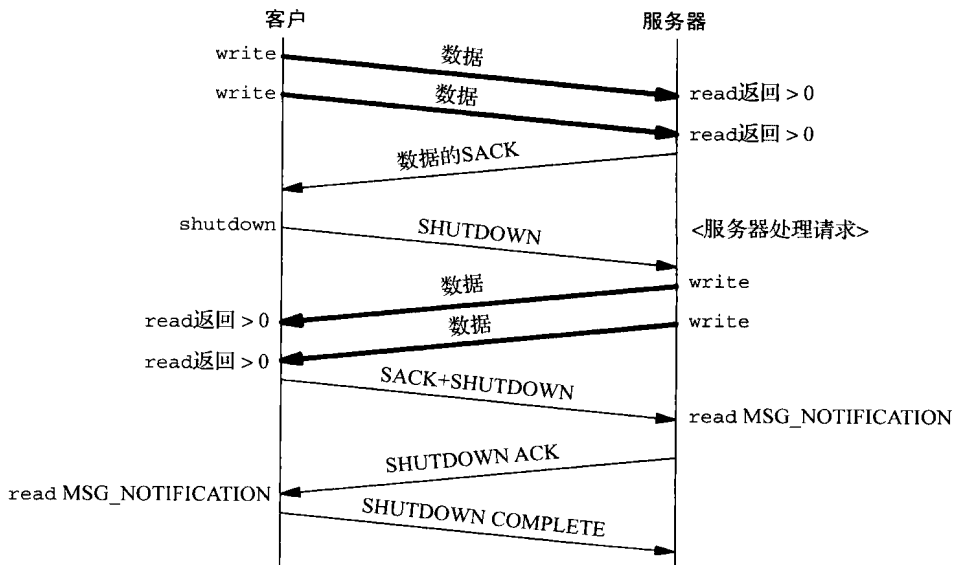 客户
服务器
write
数据
read返回 > 0
write
数据
read返回 > 0
数据的SACK
shutdown
SHUTDOWN
<服务器处理请求>
数据
write
read返回 > 0
数据
write
read返回 > 0
SACK+SHUTDOWN
read MSG_NOTIFICATION
SHUTDOWN ACK
read MSG_NOTIFICATION
SHUTDOWN COMPLETE